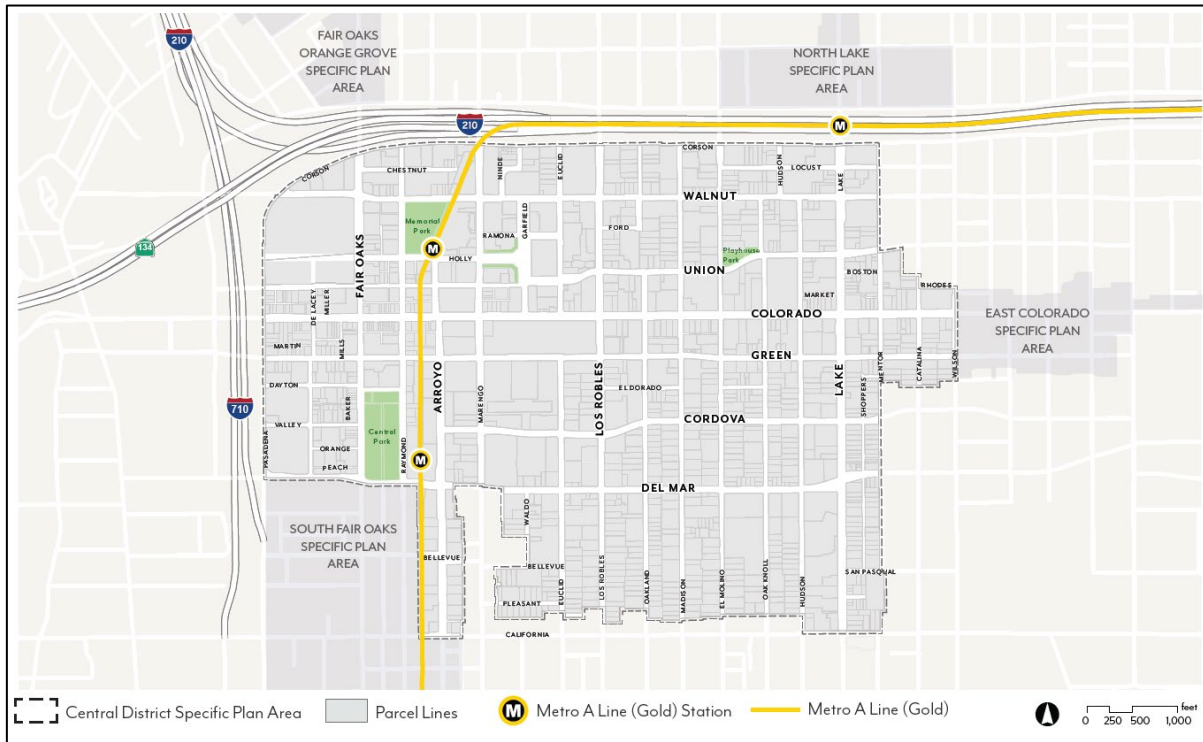 210
FAIR OAKS
ORANGE GROVE
SPECIFIC PLAN
AREA
NORTH LAKE
SPECIFIC PLAN
AREA
210
M
CORSON
CORSON
CHESTNUT
NINDE
EUCLID
HUDSON
LOCUST
LAKE
WALNUT
Memorial
Park
RAMONA
GARFIELD
FORD
134
M
FAIR OAKS
HOLLY
Playhouse
Park
UNION
BOSTON
RHODES
DE LACEY
MILLER
MARKET
COLORADO
EAST COLORADO
SPECIFIC PLAN
AREA
MARTIN
MILLS
GREEN
MENTOR
CATALINA
WILSON
DAYTON
ARROYO
MARENGO
LOS ROBLES
EL DORADO
LAKE
SHOPPERS
710
BAKER
VALLEY
Central
Park
CORDOVA
PASADENA
ORANGE
PEACH
RAYMOND
M
DEL MAR
SOUTH FAIR OAKS
SPECIFIC PLAN
AREA
WALDO
BELLEVUE
BELLEVUE
EUCLID
LOS ROBLES
OAKLAND
MADISON
EL MOLINO
OAK KNOLL
HUDSON
SAN PASQUAL
PLEASANT
CALIFORNIA
Central District Specific Plan Area
Parcel Lines
M Metro A Line (Gold) Station
Metro A Line (Gold)
feet
0 250 500 1,000